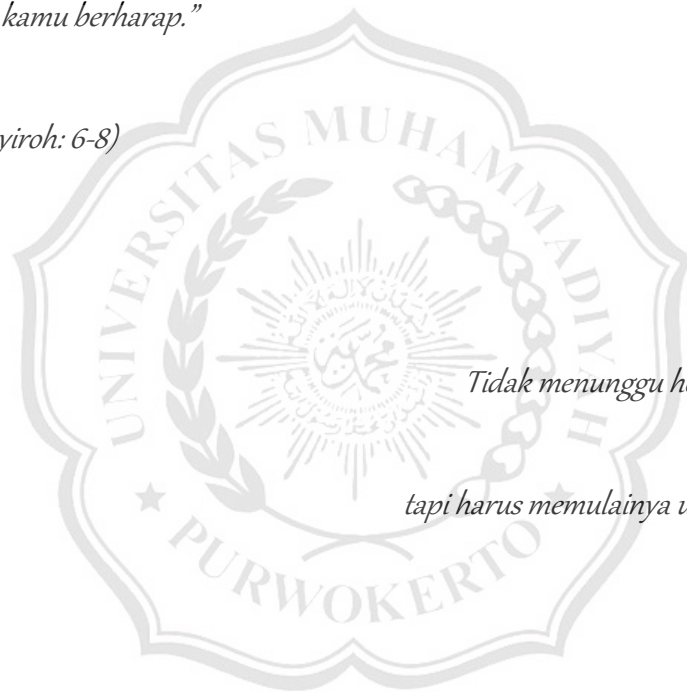 kamu berharap.”
yiroh: 6-8)
UNIVERSITAS MUHAMMADIYAH
Tidak menunggu
tapi harus memulainya
PURWOKERTO